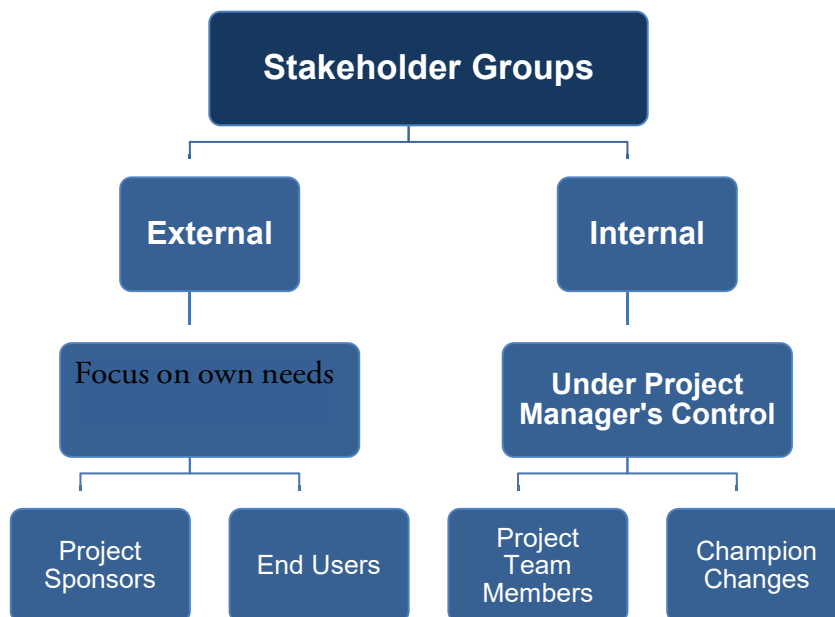 Stakeholder Groups
External
Internal
Focus on own needs
Under Project
Manager's Control
Project
Sponsors
End Users
Project
Team
Members
Champion
Changes